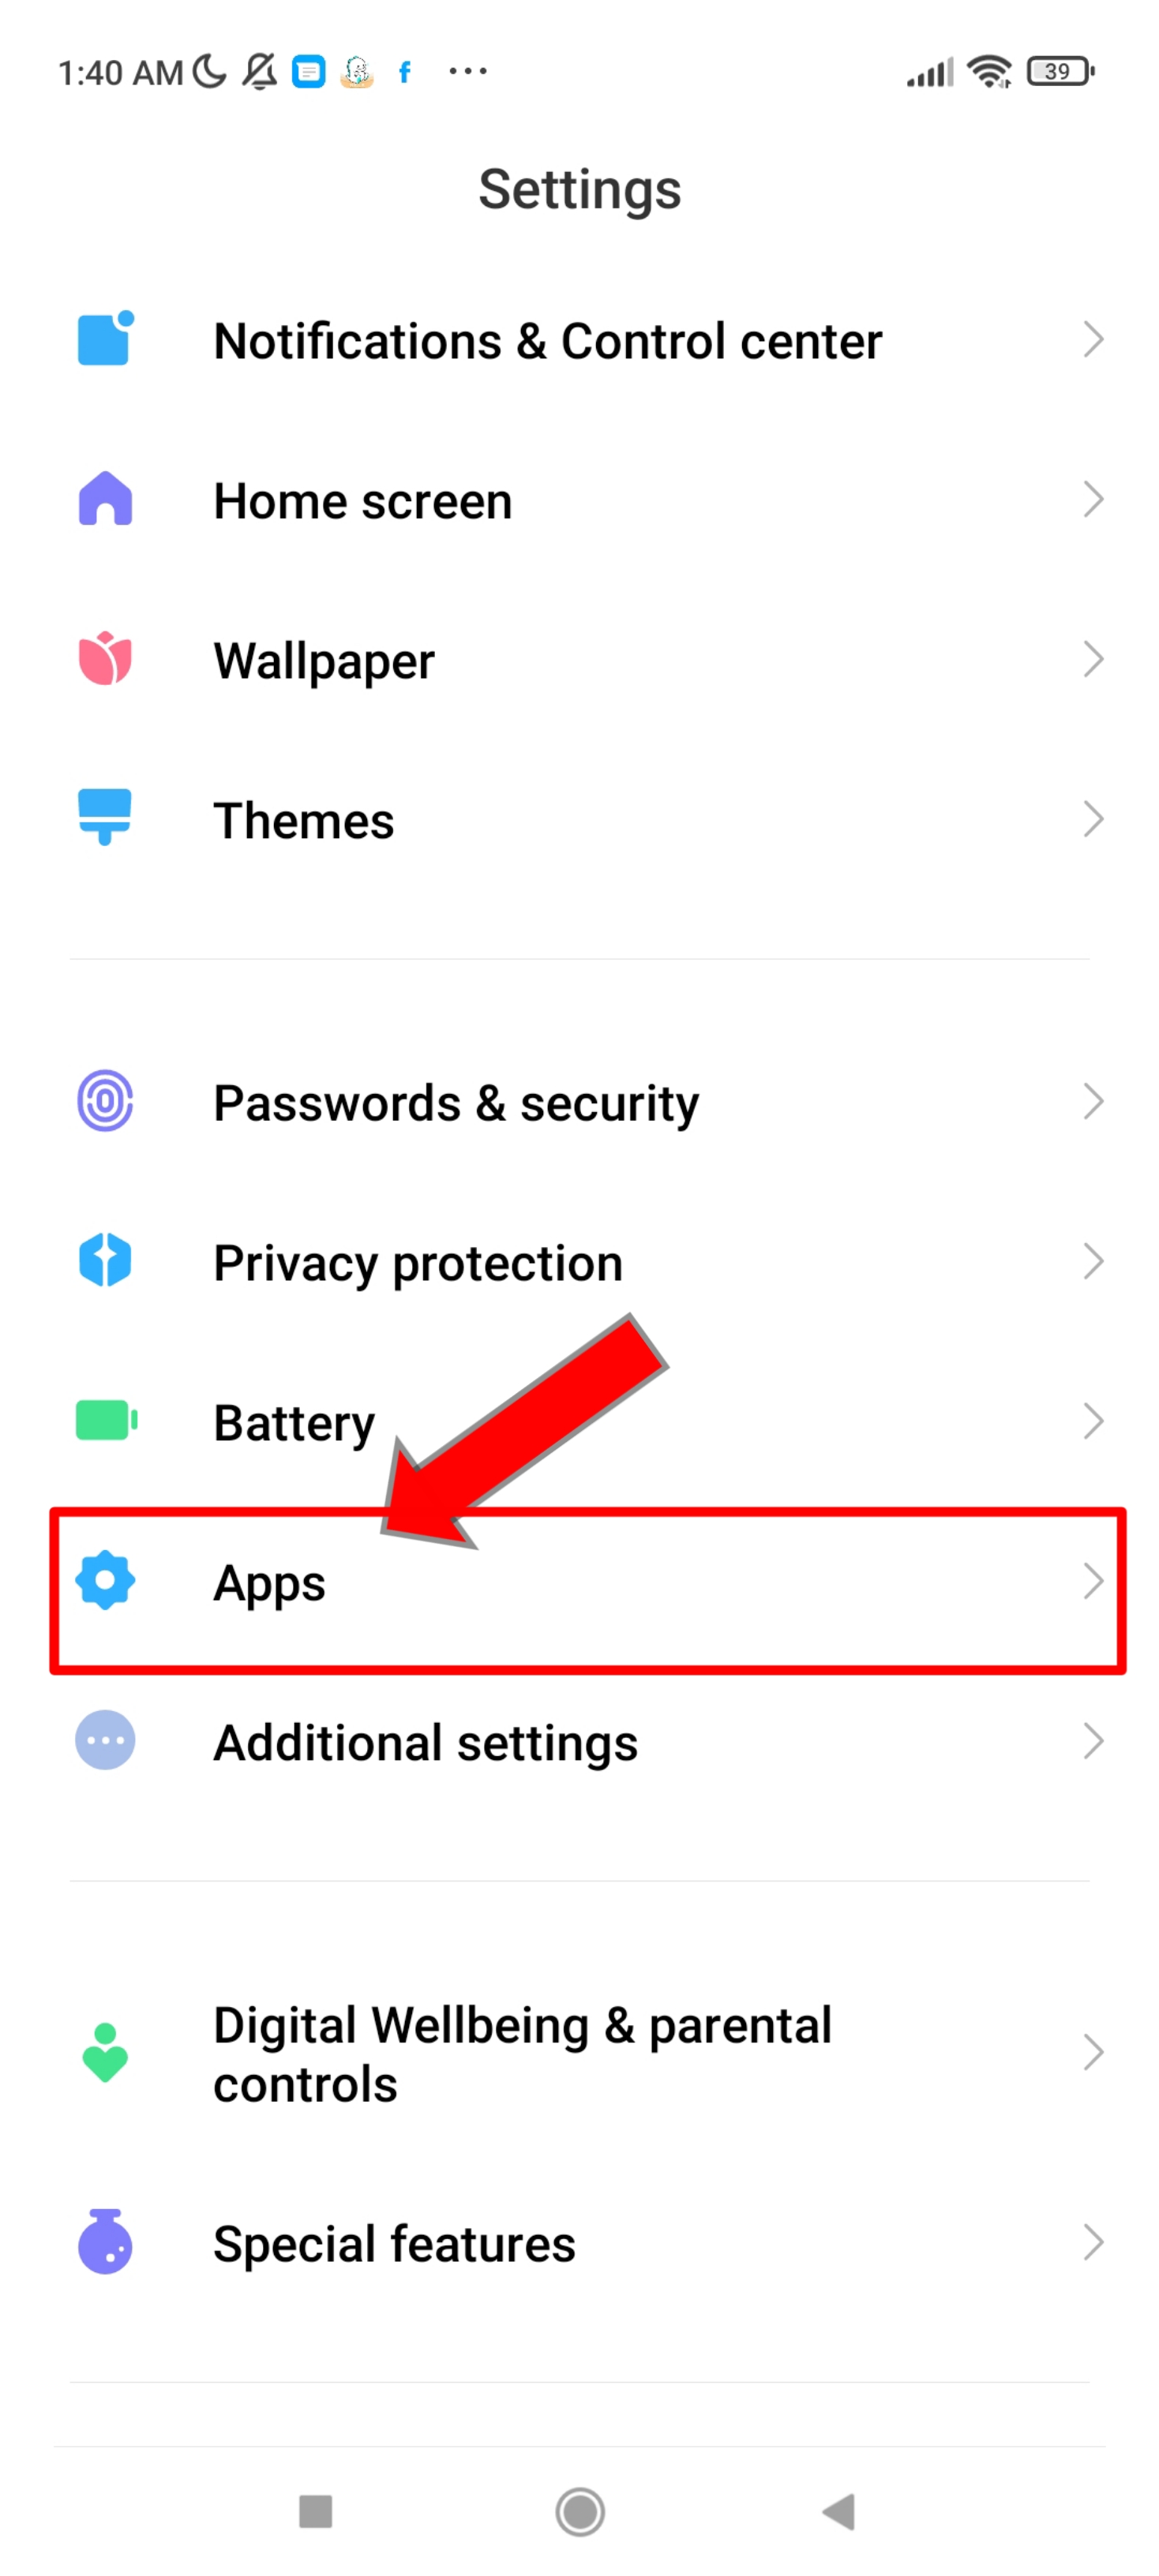 1:40 AM f ... 39
Settings
Notifications & Control center
Home screen
Wallpaper
Themes
Passwords & security
Privacy protection
Battery
Apps
Additional settings
Digital Wellbeing & parental
controls
Special features